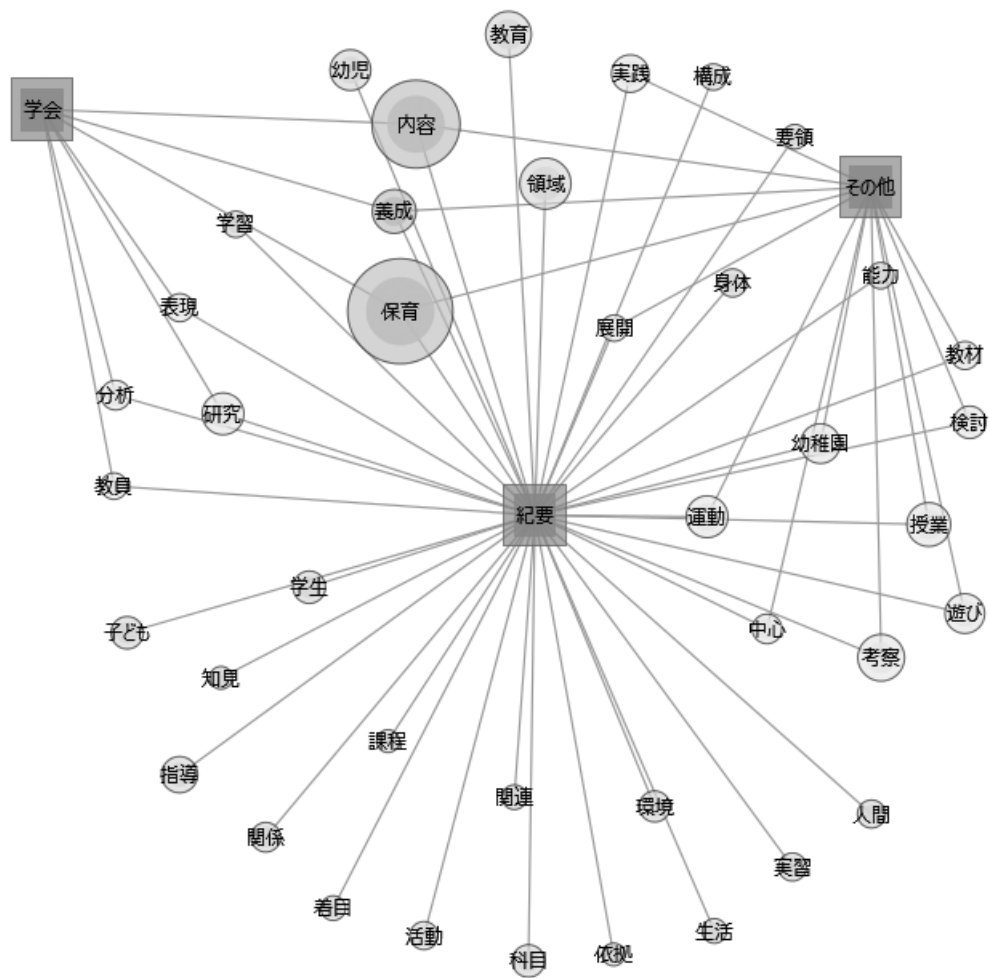 教育
幼児
実践
構成
学会
内容
要領
領域
その他
養成
学習
能力
身体
表現
保育
展開
教材
分析
研究
検討
幼稚園
教員
紀要
運動
授業
学生
遊び
子ども
中心
考察
知見
課程
指導
関連
環境
人間
関係
実習
着目
活動
生活
科目
依拠